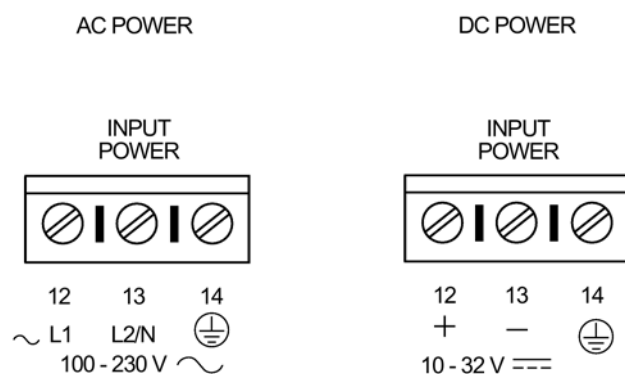 AC POWER
INPUT
POWER
12 13 14
~ L1 L2/N
100 - 230 V ~
DC POWER
INPUT
POWER
12 13 14
+ −
10 - 32 V ⎓